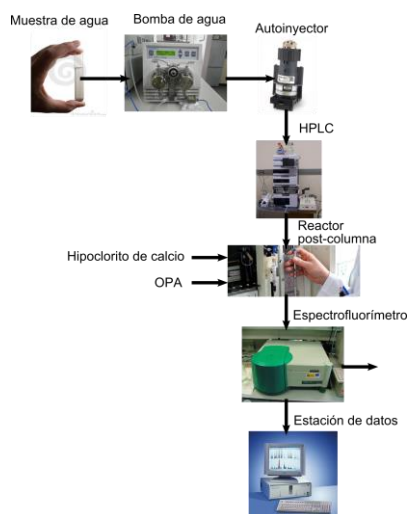 Muestra de agua
Bomba de agua
Autoinyector
HPLC
Reactor
post-columna
Hipoclorito de calcio
OPA
Espectrofluorímetro
Estación de datos